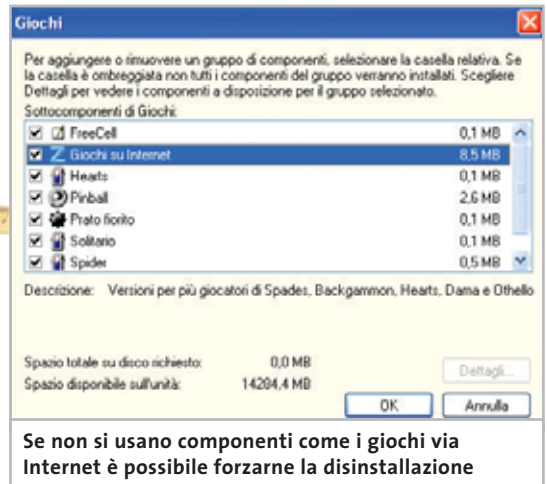 Giochi
Per aggiungere o rimuovere un gruppo di componenti, selezionare la casella relativa. Se
la casella è ombreggiata non tutti i componenti del gruppo verranno installati. Scegliere
Dettagli per vedere i componenti a disposizione per il gruppo selezionato.
Sottocomponenti di Giochi:
FreeCell 0,1 MB
Giochi su Internet 8,5 MB
Hearts 0,1 MB
Pinball 2,6 MB
Prato fiorito 0,1 MB
Solitario 0,1 MB
Spider 0,5 MB
Descrizione: Versioni per più giocatori di Spades, Backgammon, Hearts, Dama e Othello
Spazio totale su disco richiesto: 0,0 MB
Dettagli...
Spazio disponibile sull'unità: 14284,4 MB
OK Annulla
Se non si usano componenti come i giochi via
Internet è possibile forzarne la disinstallazione